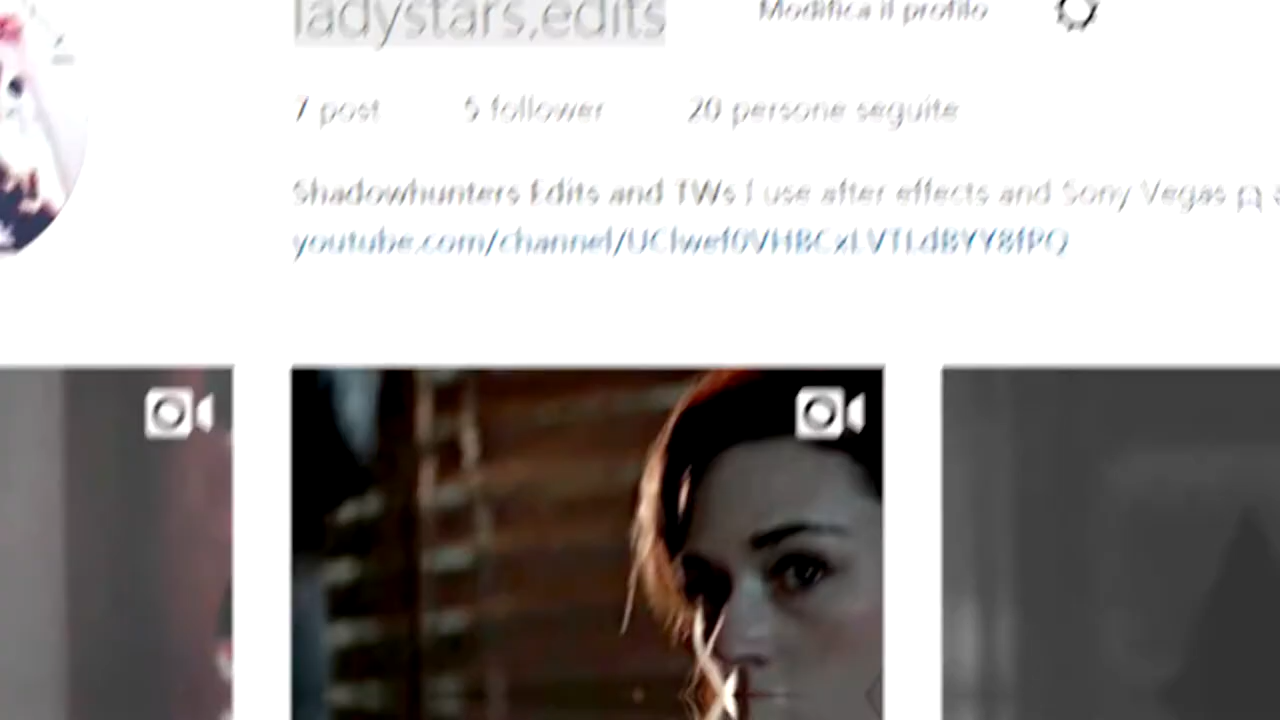 ladystars.edits Modifica il profilo
7 post 5 follower 20 persone seguite
Shadowhunters Edits and TWs I use after effects and Sony Vegas